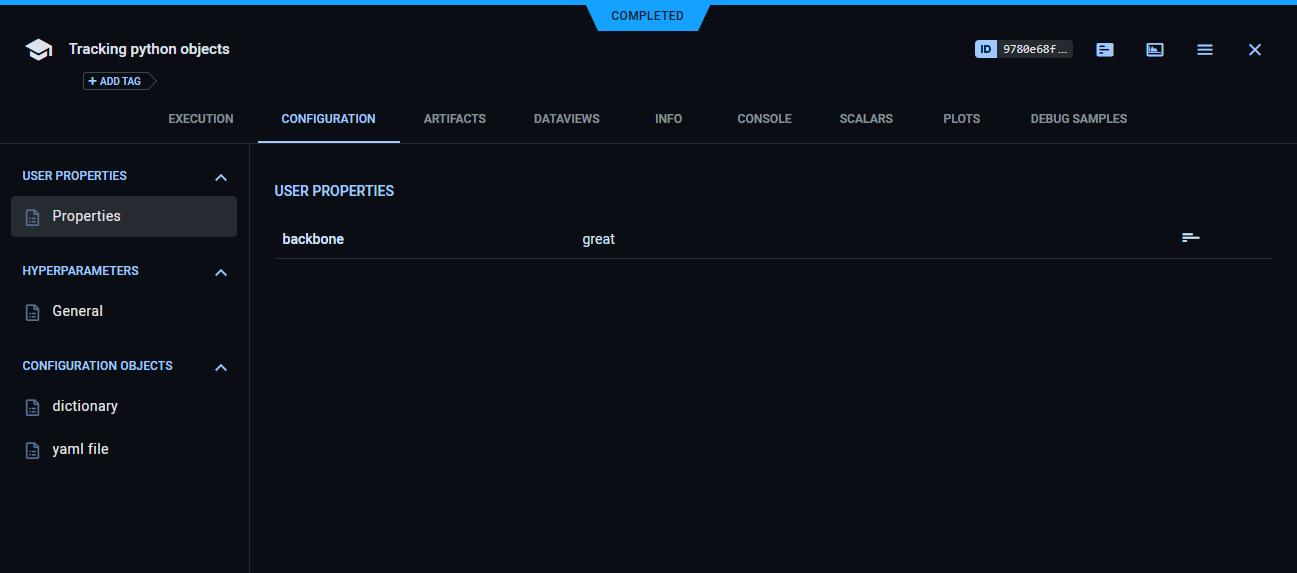 COMPLETED
Tracking python objects
ID 9780e68f...
+ ADD TAG
EXECUTION CONFIGURATION ARTIFACTS DATAVIEWS INFO CONSOLE SCALARS PLOTS DEBUG SAMPLES
USER PROPERTIES
Properties
HYPERPARAMETERS
General
CONFIGURATION OBJECTS
dictionary
yaml file
USER PROPERTIES
backbone great